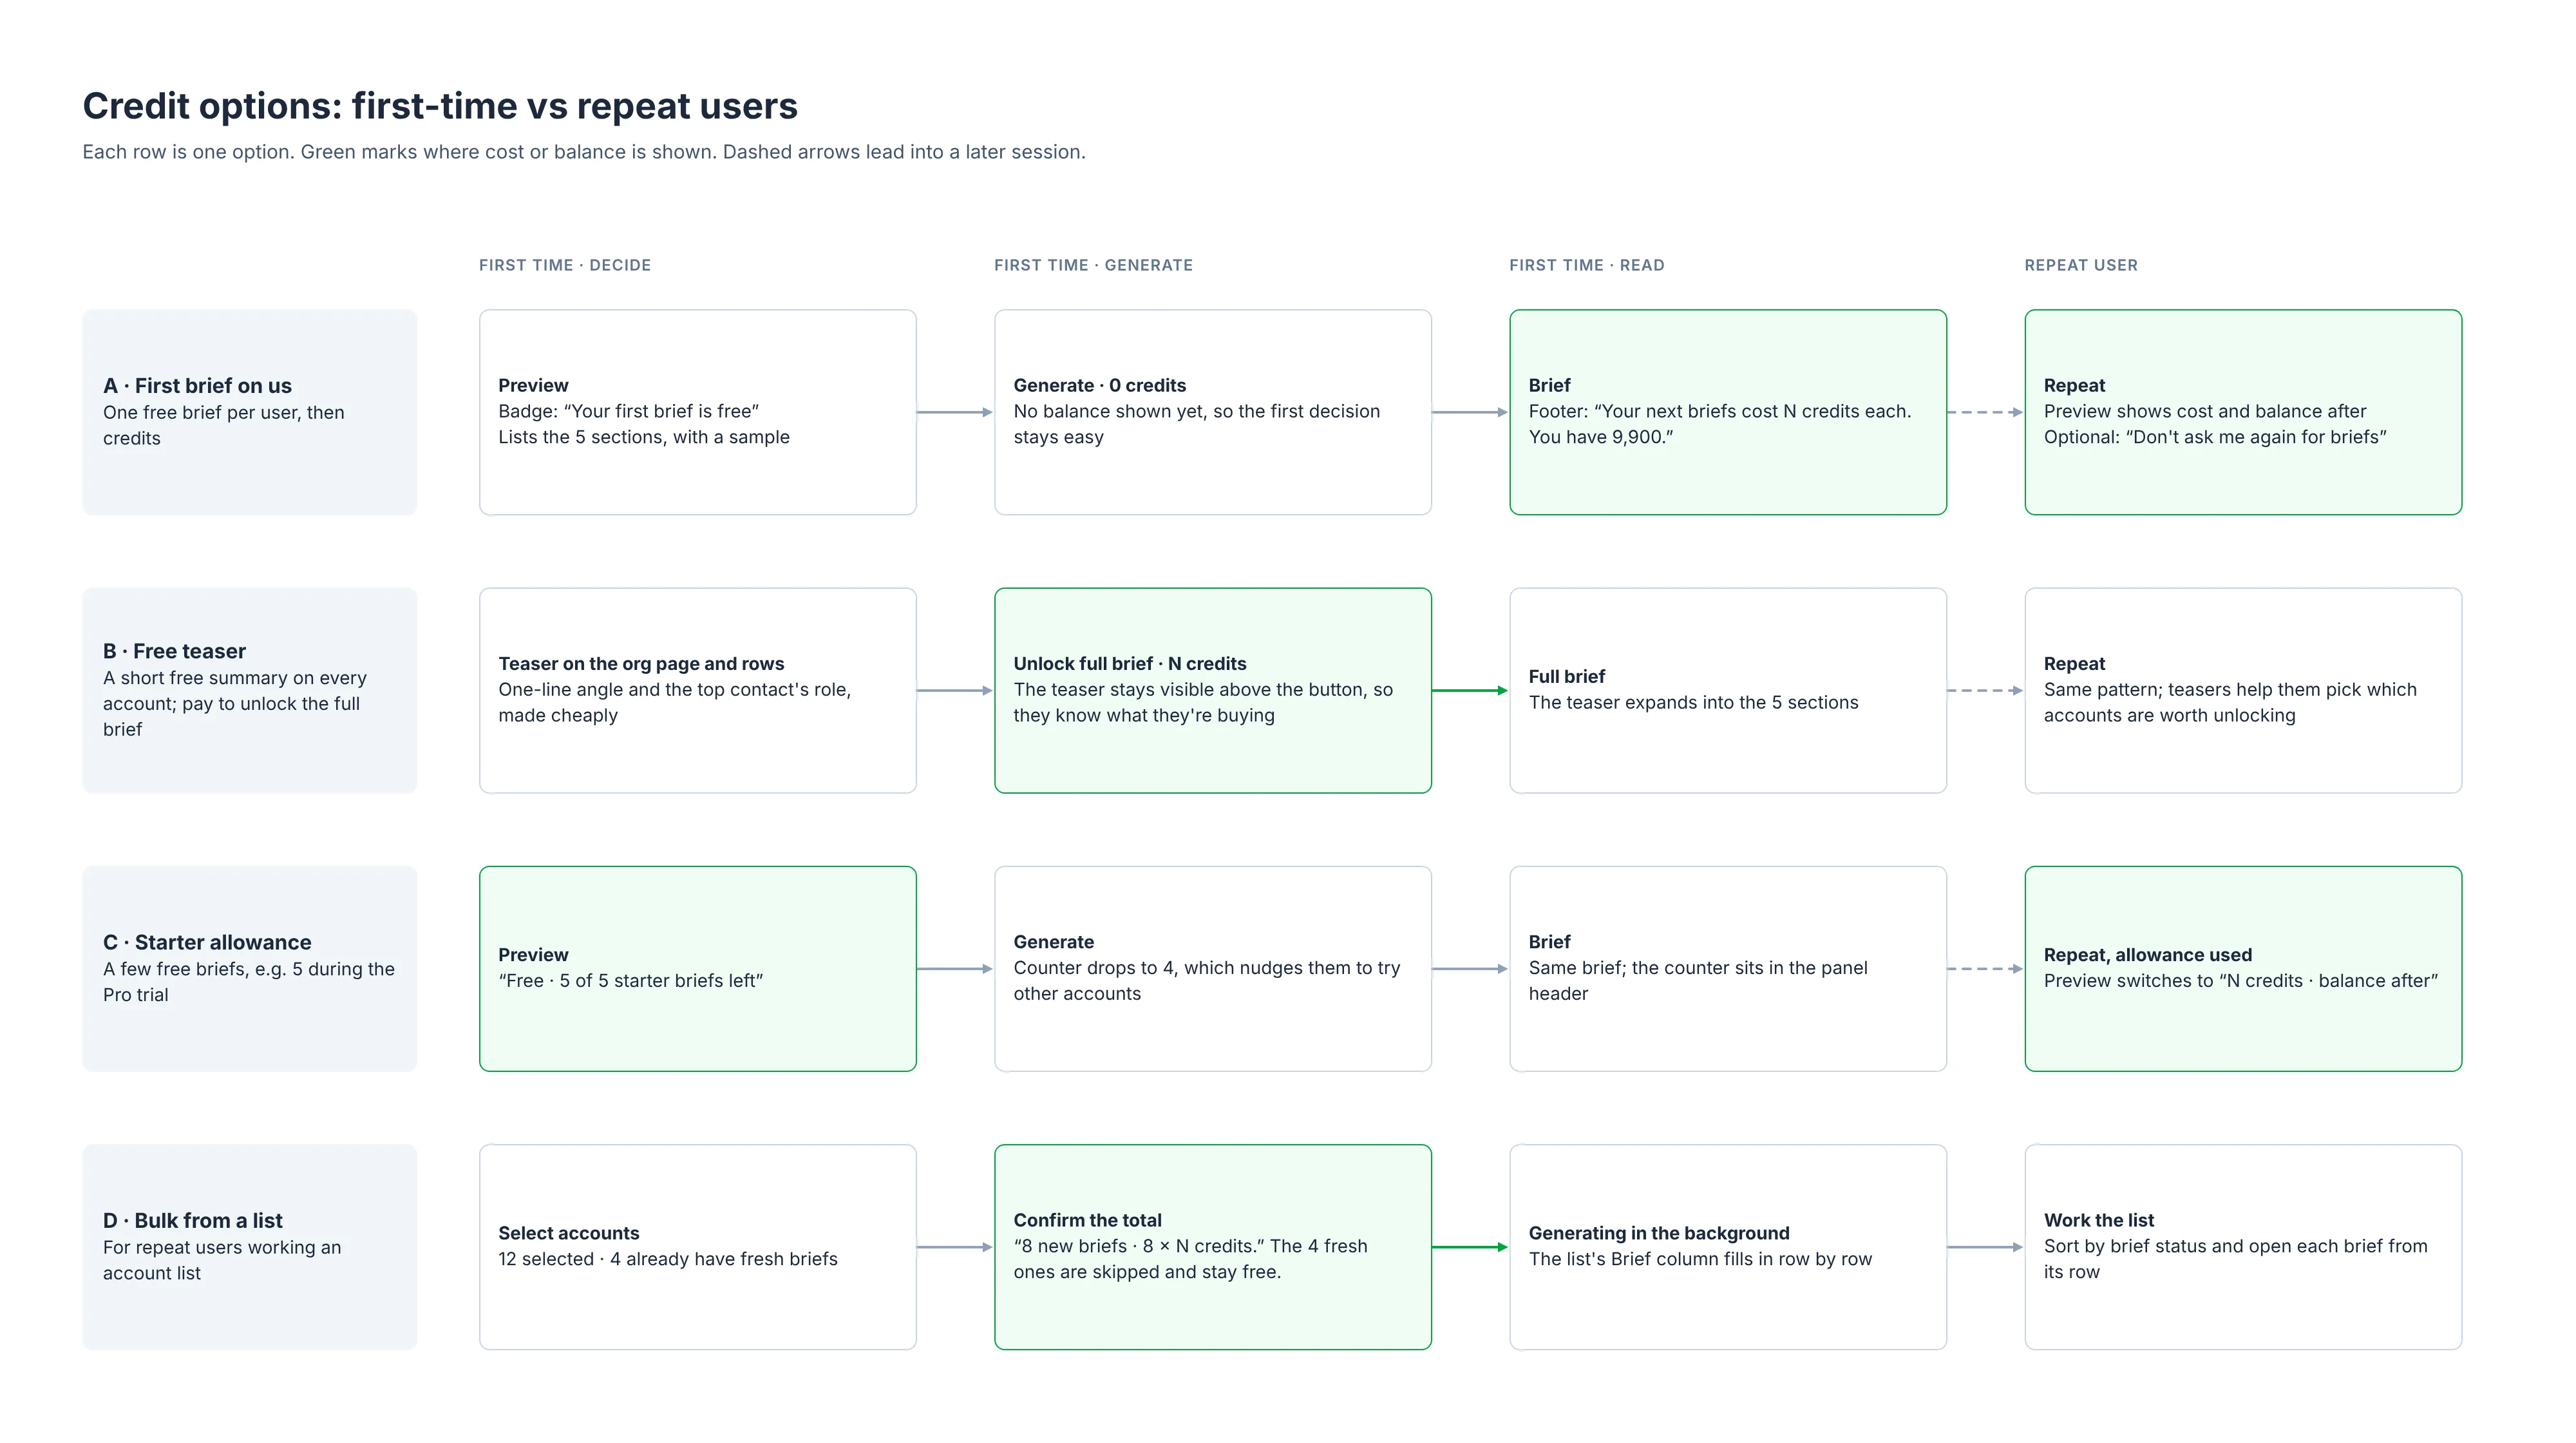 Credit options: first-time vs repeat users
Each row is one option. Green marks where cost or balance is shown. Dashed arrows lead into a later session.
FIRST TIME · DECIDE
FIRST TIME · GENERATE
FIRST TIME · READ
REPEAT USER
A · First brief on us
One free brief per user, then
credits
Preview
Badge: “Your first brief is free”
Lists the 5 sections, with a sample
Generate · 0 credits
No balance shown yet, so the first decision
stays easy
Brief
Footer: “Your next briefs cost N credits each.
You have 9,900.”
Repeat
Preview shows cost and balance after
Optional: “Don't ask me again for briefs”
B · Free teaser
A short free summary on every
account; pay to unlock the full
brief
Teaser on the org page and rows
One-line angle and the top contact's role,
made cheaply
Unlock full brief · N credits
The teaser stays visible above the button, so
they know what they're buying
Full brief
The teaser expands into the 5 sections
Repeat
Same pattern; teasers help them pick which
accounts are worth unlocking
C · Starter allowance
A few free briefs, e.g. 5 during the
Pro trial
Preview
“Free · 5 of 5 starter briefs left”
Generate
Counter drops to 4, which nudges them to try
other accounts
Brief
Same brief; the counter sits in the panel
header
Repeat, allowance used
Preview switches to “N credits · balance after”
D · Bulk from a list
For repeat users working an
account list
Select accounts
12 selected · 4 already have fresh briefs
Confirm the total
“8 new briefs · 8 × N credits.” The 4 fresh
ones are skipped and stay free.
Generating in the background
The list's Brief column fills in row by row
Work the list
Sort by brief status and open each brief from
its row